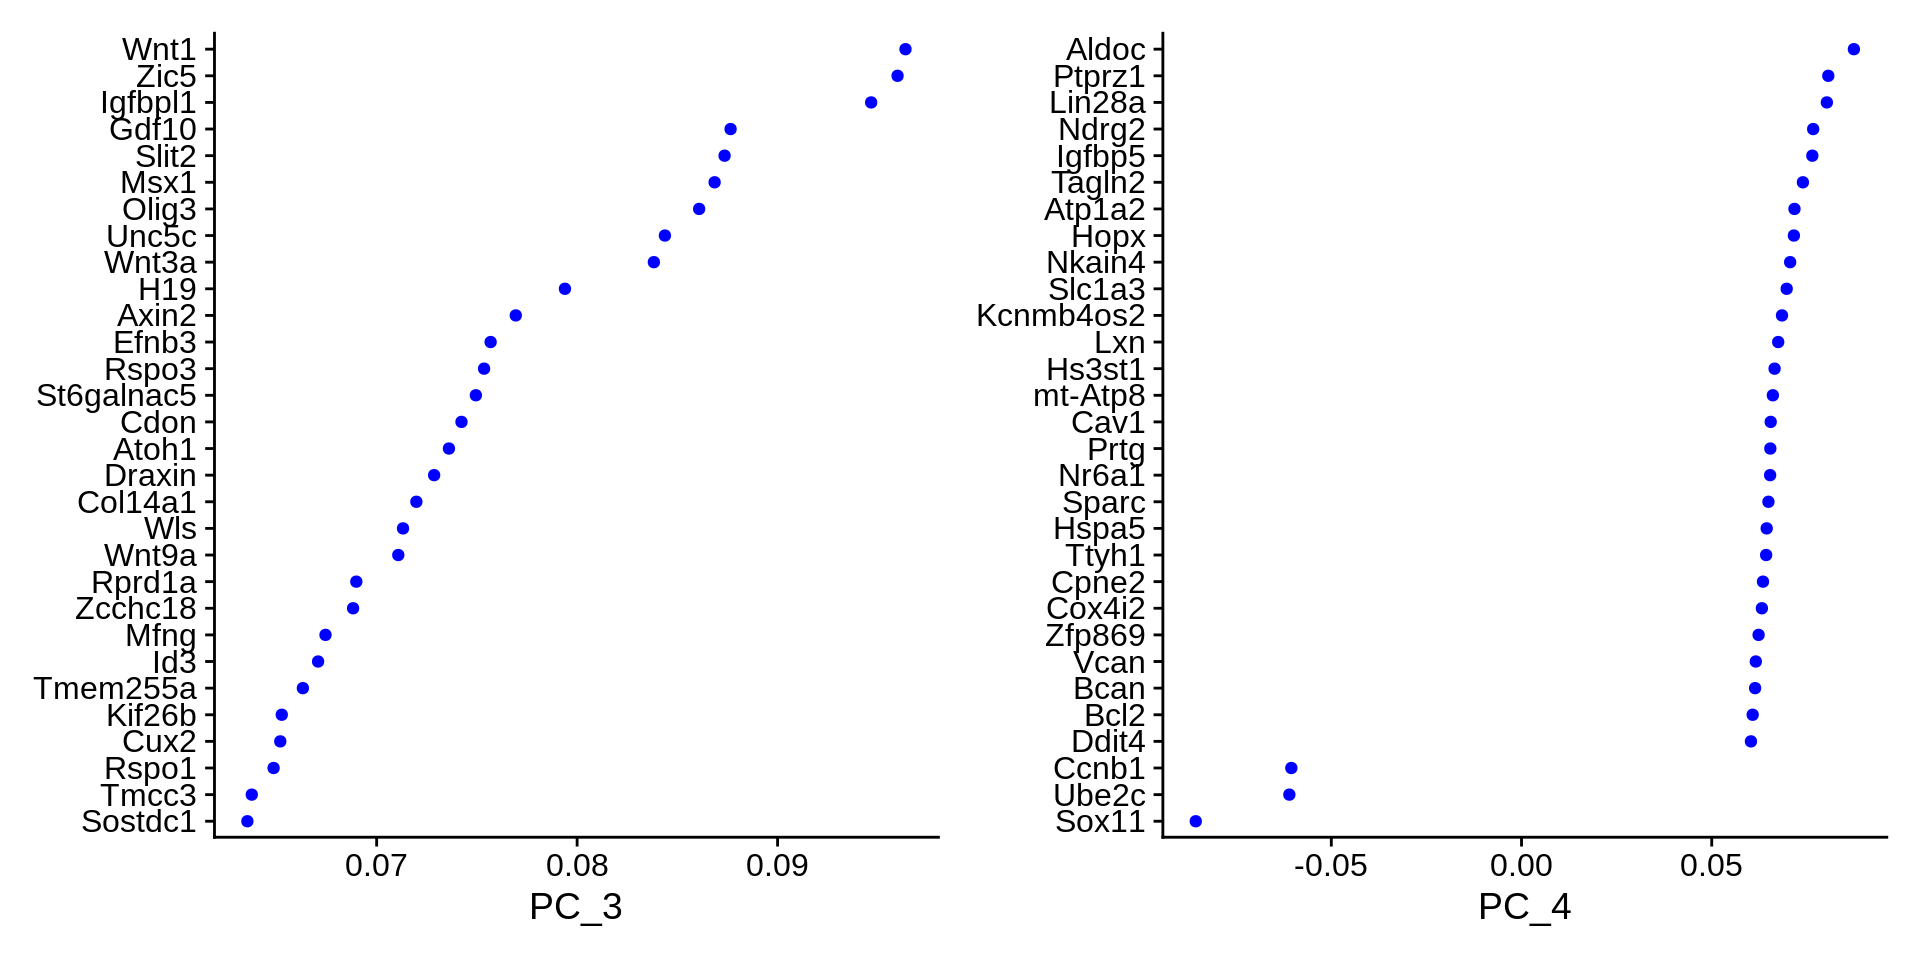 Wnt1
Zic5
Igfbpl1
Gdf10
Slit2
Msx1
Olig3
Unc5c
Wnt3a
H19
Axin2
Efnb3
Rspo3
St6galnac5
Cdon
Atoh1
Draxin
Col14a1
Wls
Wnt9a
Rprd1a
Zcchc18
Mfng
Id3
Tmem255a
Kif26b
Cux2
Rspo1
Tmcc3
Sostdc1
0.07 0.08 0.09
PC_3
Aldoc
Ptprz1
Lin28a
Ndrg2
Igfbp5
Tagln2
Atp1a2
Hopx
Nkain4
Slc1a3
Kcnmb4os2
Lxn
Hs3st1
mt-Atp8
Cav1
Prtg
Nr6a1
Sparc
Hspa5
Ttyh1
Cpne2
Cox4i2
Zfp869
Vcan
Bcan
Bcl2
Ddit4
Ccnb1
Ube2c
Sox11
-0.05 0.00 0.05
PC_4